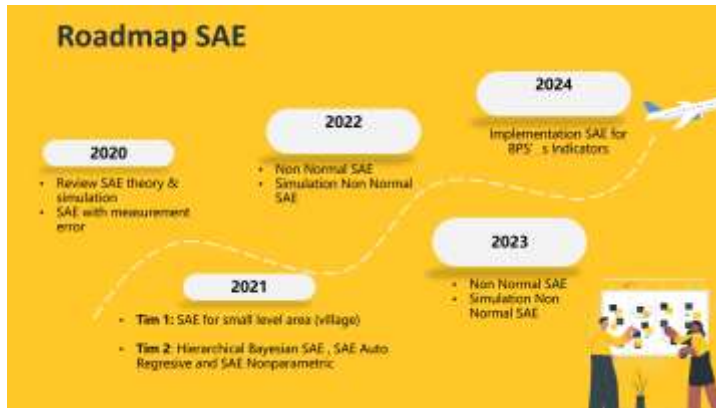 Roadmap SAE
2020
• Review SAE theory &
simulation
• SAE with measurement
error
2021
• Tim 1: SAE for small level area (village)
• Tim 2: Hierarchical Bayesian SAE , SAE Auto
Regresive and SAE Nonparametric
2022
• Non Normal SAE
• Simulation Non Normal
SAE
2023
• Non Normal SAE
• Simulation Non
Normal SAE
2024
Implementation SAE for
BPS’ s Indicators